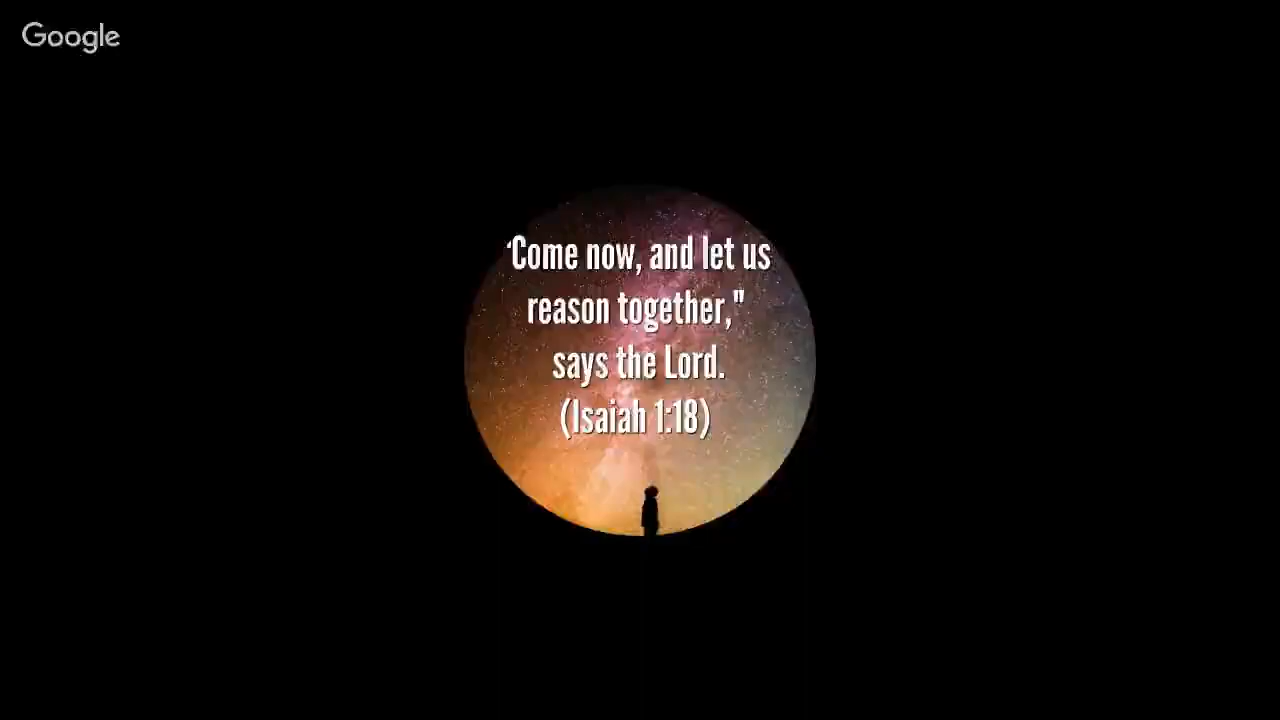 Google
"Come now, and let us
reason together,"
says the Lord.
(Isaiah 1:18)